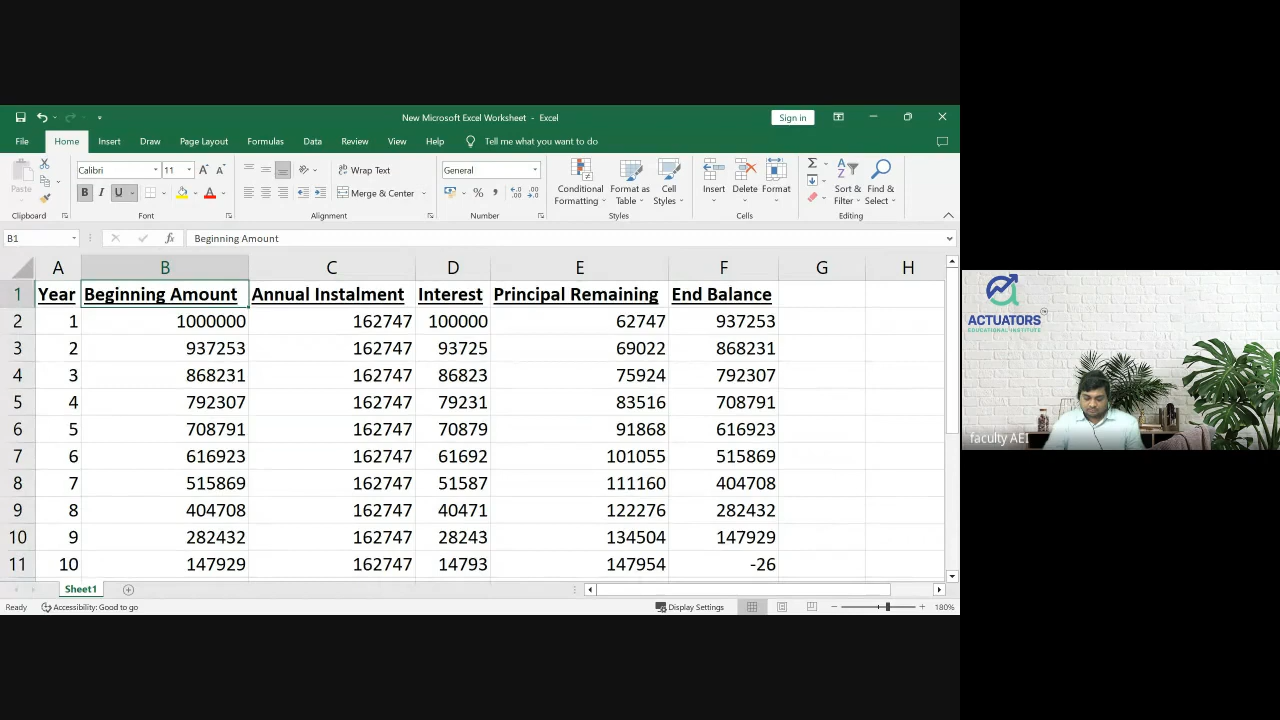 New Microsoft Excel Worksheet - Excel
Sign in
File Home Insert Draw Page Layout Formulas Data Review View Help Tell me what you want to do
Paste
Calibri 11
B I U
Wrap Text
Merge & Center
General
% ,
Conditional Formatting
Format as Table
Cell Styles
Insert Delete Format
Sort & Filter
Find & Select
Clipboard Font Alignment Number Styles Cells Editing
B1 fx Beginning Amount
A B C D E F G H
1 Year Beginning Amount Annual Instalment Interest Principal Remaining End Balance
2 1 1000000 162747 100000 62747 937253
3 2 937253 162747 93725 69022 868231
4 3 868231 162747 86823 75924 792307
5 4 792307 162747 79231 83516 708791
6 5 708791 162747 70879 91868 616923
7 6 616923 162747 61692 101055 515869
8 7 515869 162747 51587 111160 404708
9 8 404708 162747 40471 122276 282432
10 9 282432 162747 28243 134504 147929
11 10 147929 162747 14793 147954 -26
Sheet1
Ready Accessibility: Good to go Display Settings 180%
ACTUATORS
EDUCATIONAL INSTITUTE
faculty AEI